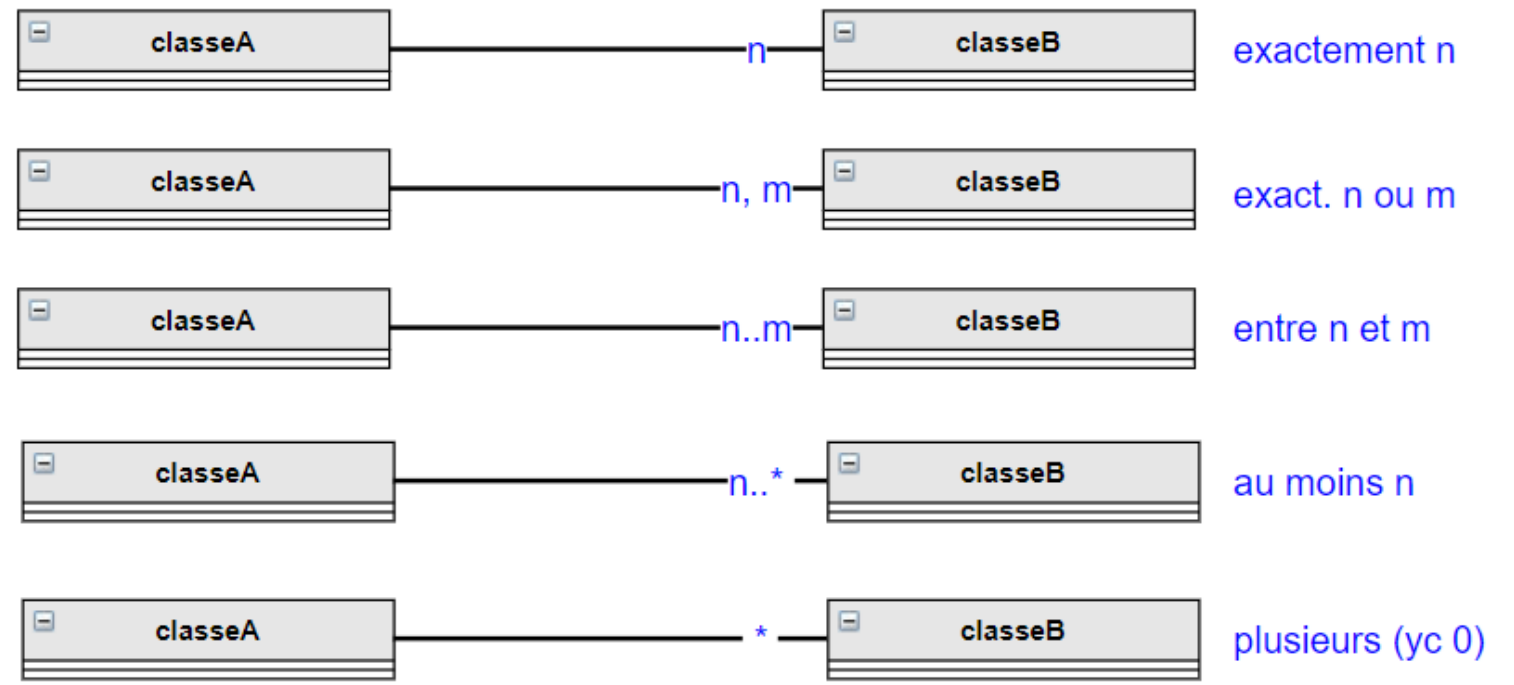 classeA n classeB exactement n
classeA n, m classeB exact. n ou m
classeA n..m classeB entre n et m
classeA n..* classeB au moins n
classeA * classeB plusieurs (yc 0)